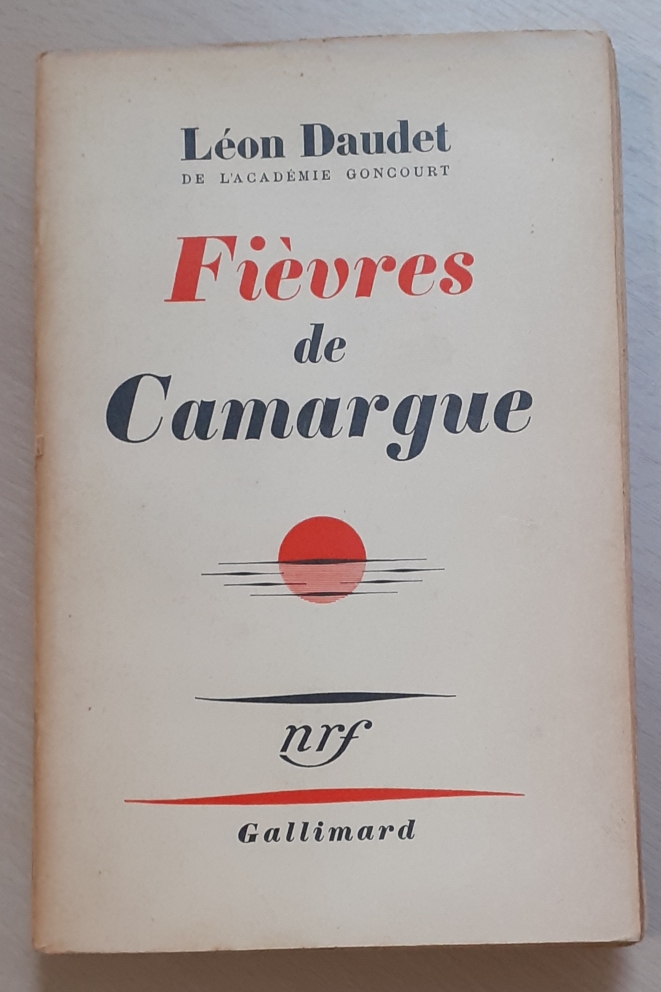 Léon Daudet
DE L'ACADÉMIE GONCOURT
Fièvres
de
Camargue
nrf
Gallimard